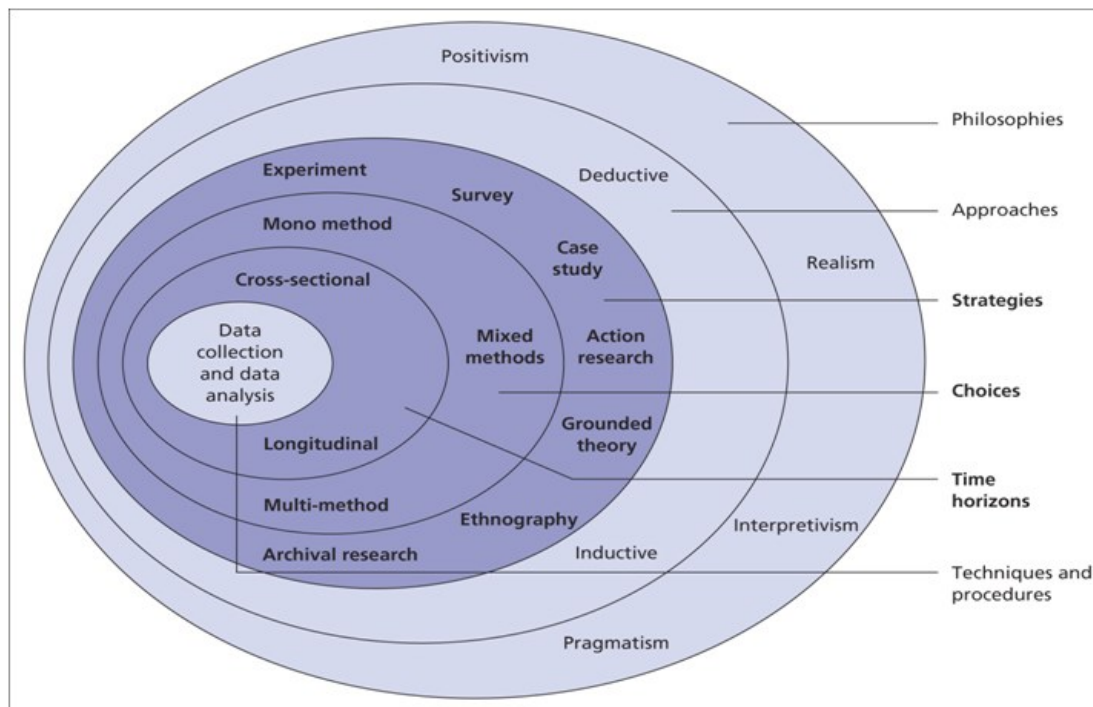 Positivism
Philosophies
Deductive
Approaches
Experiment
Survey
Mono method
Case
study
Realism
Cross-sectional
Strategies
Data
collection
and data
analysis
Mixed
methods
Action
research
Choices
Longitudinal
Grounded
theory
Time
horizons
Multi-method
Ethnography
Interpretivism
Archival research
Inductive
Techniques and
procedures
Pragmatism